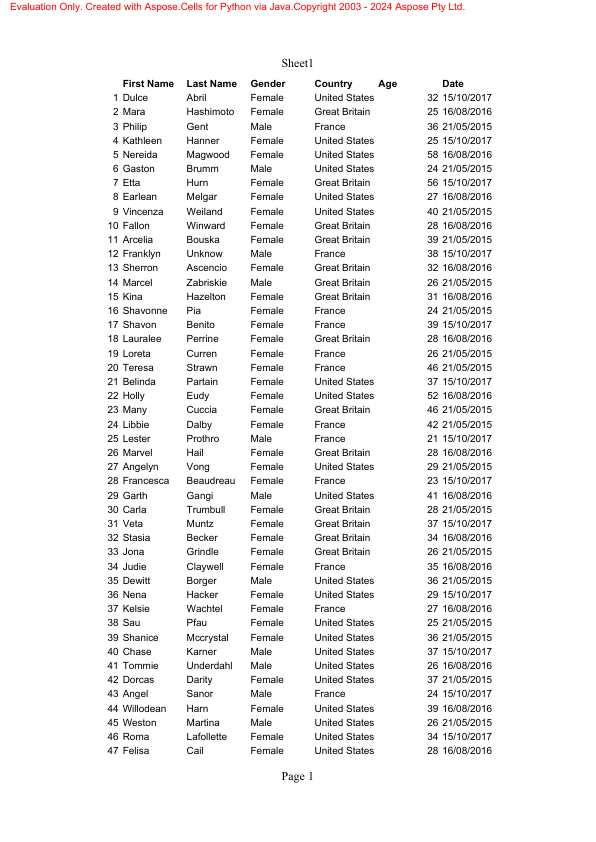 Evaluation Only. Created with Aspose.Cells for Python via Java.Copyright 2003 - 2024 Aspose Pty Ltd.
Sheet1
First Name Last Name Gender Country Age Date
1 Dulce Abril Female United States 32 15/10/2017
2 Mara Hashimoto Female Great Britain 25 16/08/2016
3 Philip Gent Male France 36 21/05/2015
4 Kathleen Hanner Female United States 25 15/10/2017
5 Nereida Magwood Female United States 58 16/08/2016
6 Gaston Brumm Male United States 24 21/05/2015
7 Etta Hurn Female Great Britain 56 15/10/2017
8 Earlean Melgar Female United States 27 16/08/2016
9 Vincenza Weiland Female United States 40 21/05/2015
10 Fallon Winward Female Great Britain 28 16/08/2016
11 Arcelia Bouska Female Great Britain 39 21/05/2015
12 Franklyn Unknow Male France 38 15/10/2017
13 Sherron Ascencio Female Great Britain 32 16/08/2016
14 Marcel Zabriskie Male Great Britain 26 21/05/2015
15 Kina Hazelton Female Great Britain 31 16/08/2016
16 Shavonne Pia Female France 24 21/05/2015
17 Shavon Benito Female France 39 15/10/2017
18 Lauralee Perrine Female Great Britain 28 16/08/2016
19 Loreta Curren Female France 26 21/05/2015
20 Teresa Strawn Female France 46 21/05/2015
21 Belinda Partain Female United States 37 15/10/2017
22 Holly Eudy Female United States 52 16/08/2016
23 Many Cuccia Female Great Britain 46 21/05/2015
24 Libbie Dalby Female France 42 21/05/2015
25 Lester Prothro Male France 21 15/10/2017
26 Marvel Hail Female Great Britain 28 16/08/2016
27 Angelyn Vong Female United States 29 21/05/2015
28 Francesca Beaudreau Female France 23 15/10/2017
29 Garth Gangi Male United States 41 16/08/2016
30 Carla Trumbull Female Great Britain 28 21/05/2015
31 Veta Muntz Female Great Britain 37 15/10/2017
32 Stasia Becker Female Great Britain 34 16/08/2016
33 Jona Grindle Female Great Britain 26 21/05/2015
34 Judie Claywell Female France 35 16/08/2016
35 Dewitt Borger Male United States 36 21/05/2015
36 Nena Hacker Female United States 29 15/10/2017
37 Kelsie Wachtel Female France 27 16/08/2016
38 Sau Pfau Female United States 25 21/05/2015
39 Shanice Mccrystal Female United States 36 21/05/2015
40 Chase Karner Male United States 37 15/10/2017
41 Tommie Underdahl Male United States 26 16/08/2016
42 Dorcas Darity Female United States 37 21/05/2015
43 Angel Sanor Male France 24 15/10/2017
44 Willodean Harn Female United States 39 16/08/2016
45 Weston Martina Male United States 26 21/05/2015
46 Roma Lafollette Female United States 34 15/10/2017
47 Felisa Cail Female United States 28 16/08/2016
Page 1